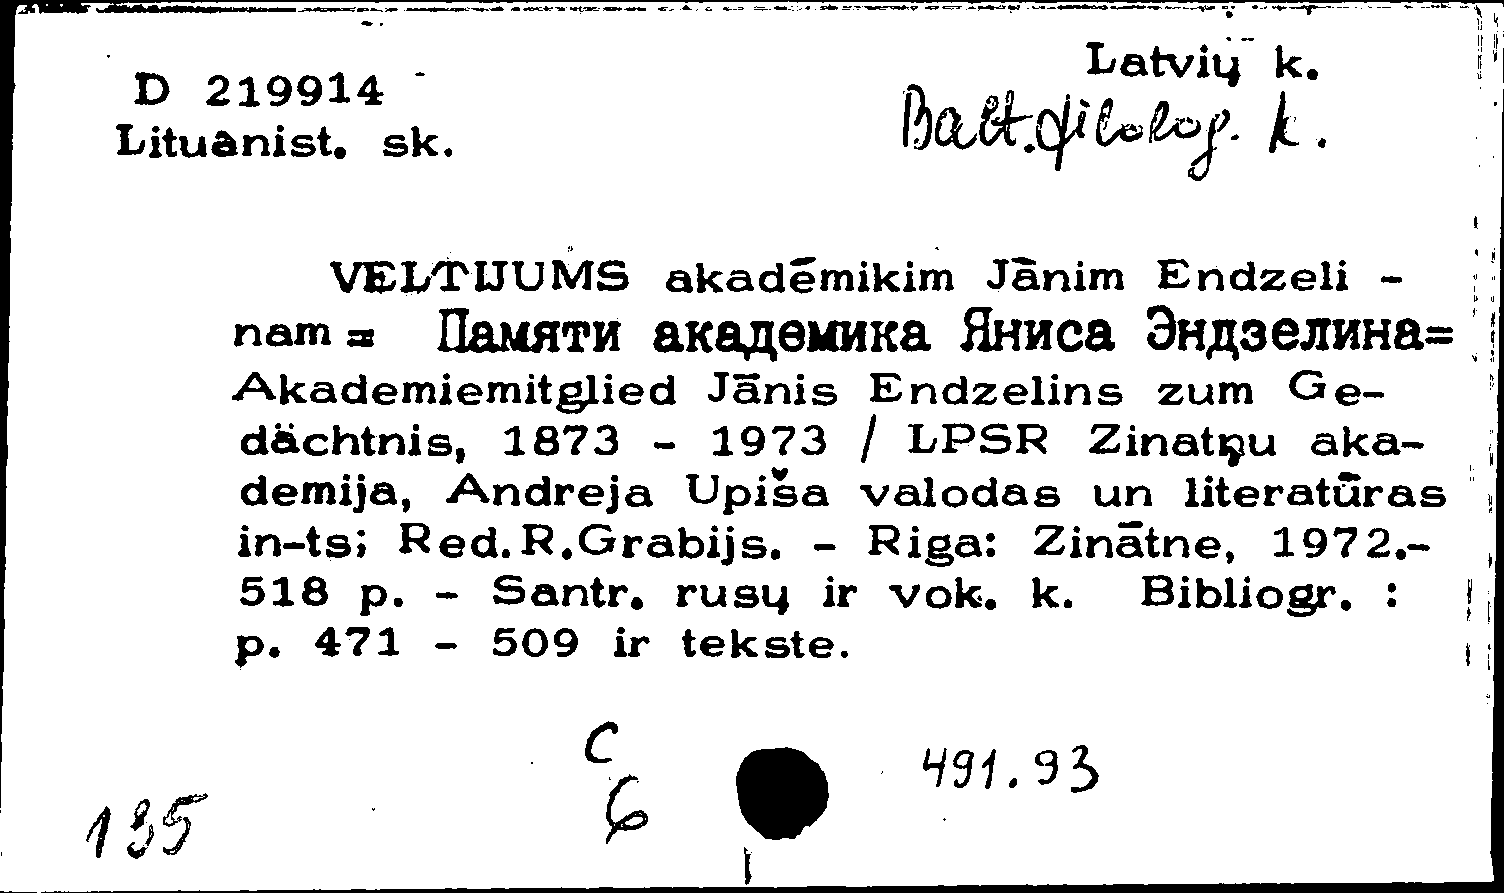 D 219914
Latvių k.
Lituanist. sk.
Balt. filolog. k.
VELTIJUMS akadēmikim Jānim Endzeli -
nam = Памяти академика Яниса Эндзелина=
Akademiemitglied Jānis Endzelins zum Ge-
dächtnis, 1873 - 1973 / LPSR Zinatņu aka-
demija, Andreja Upiša valodas un literatūras
in-ts; Red. R.Grabijs. - Riga: Zinātne, 1972.-
518 p. - Santr. rusų ir vok. k. Bibliogr. :
p. 471 - 509 ir tekste.
C
6
491.93
135